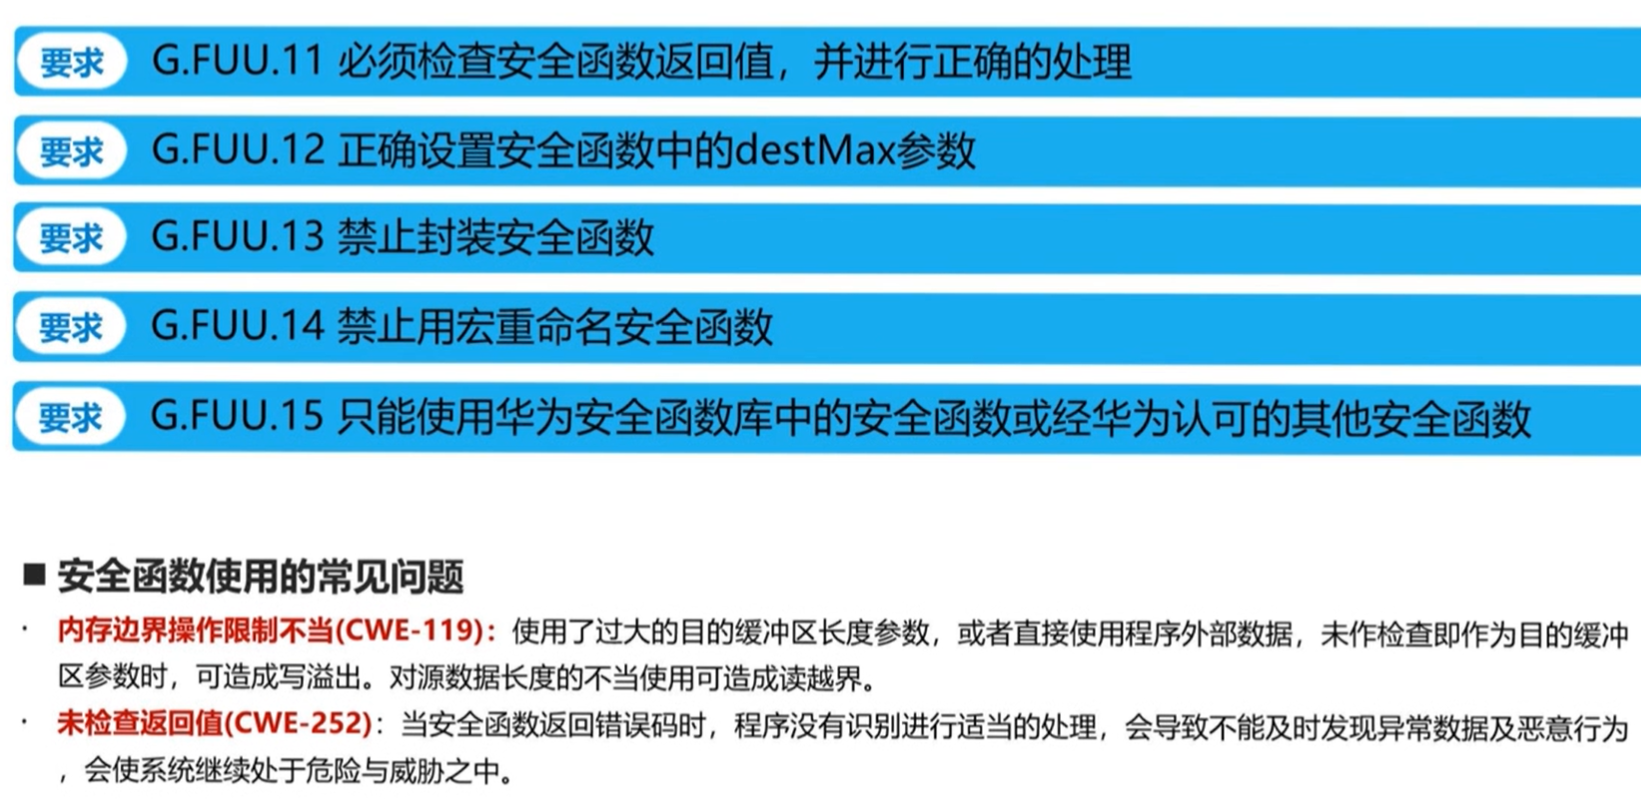 要求 G.FUU.11 必须检查安全函数返回值，并进行正确的处理
要求 G.FUU.12 正确设置安全函数中的destMax参数
要求 G.FUU.13 禁止封装安全函数
要求 G.FUU.14 禁止用宏重命名安全函数
要求 G.FUU.15 只能使用华为安全函数库中的安全函数或经华为认可的其他安全函数
■ 安全函数使用的常见问题
· 内存边界操作限制不当(CWE-119)：使用了过大的目的缓冲区长度参数，或者直接使用程序外部数据，未作检查即作为目的缓冲
区参数时，可造成写溢出。对源数据长度的不当使用可造成读越界。
· 未检查返回值(CWE-252)：当安全函数返回错误码时，程序没有识别进行适当的处理，会导致不能及时发现异常数据及恶意行为
，会使系统继续处于危险与威胁之中。